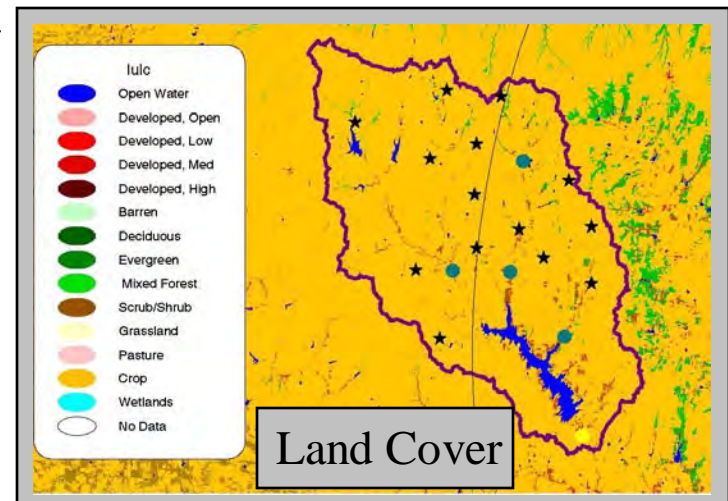 lulc
Open Water
Developed, Open
Developed, Low
Developed, Med
Developed, High
Barren
Deciduous
Evergreen
Mixed Forest
Scrub/Shrub
Grassland
Pasture
Crop
Wetlands
No Data
Land Cover